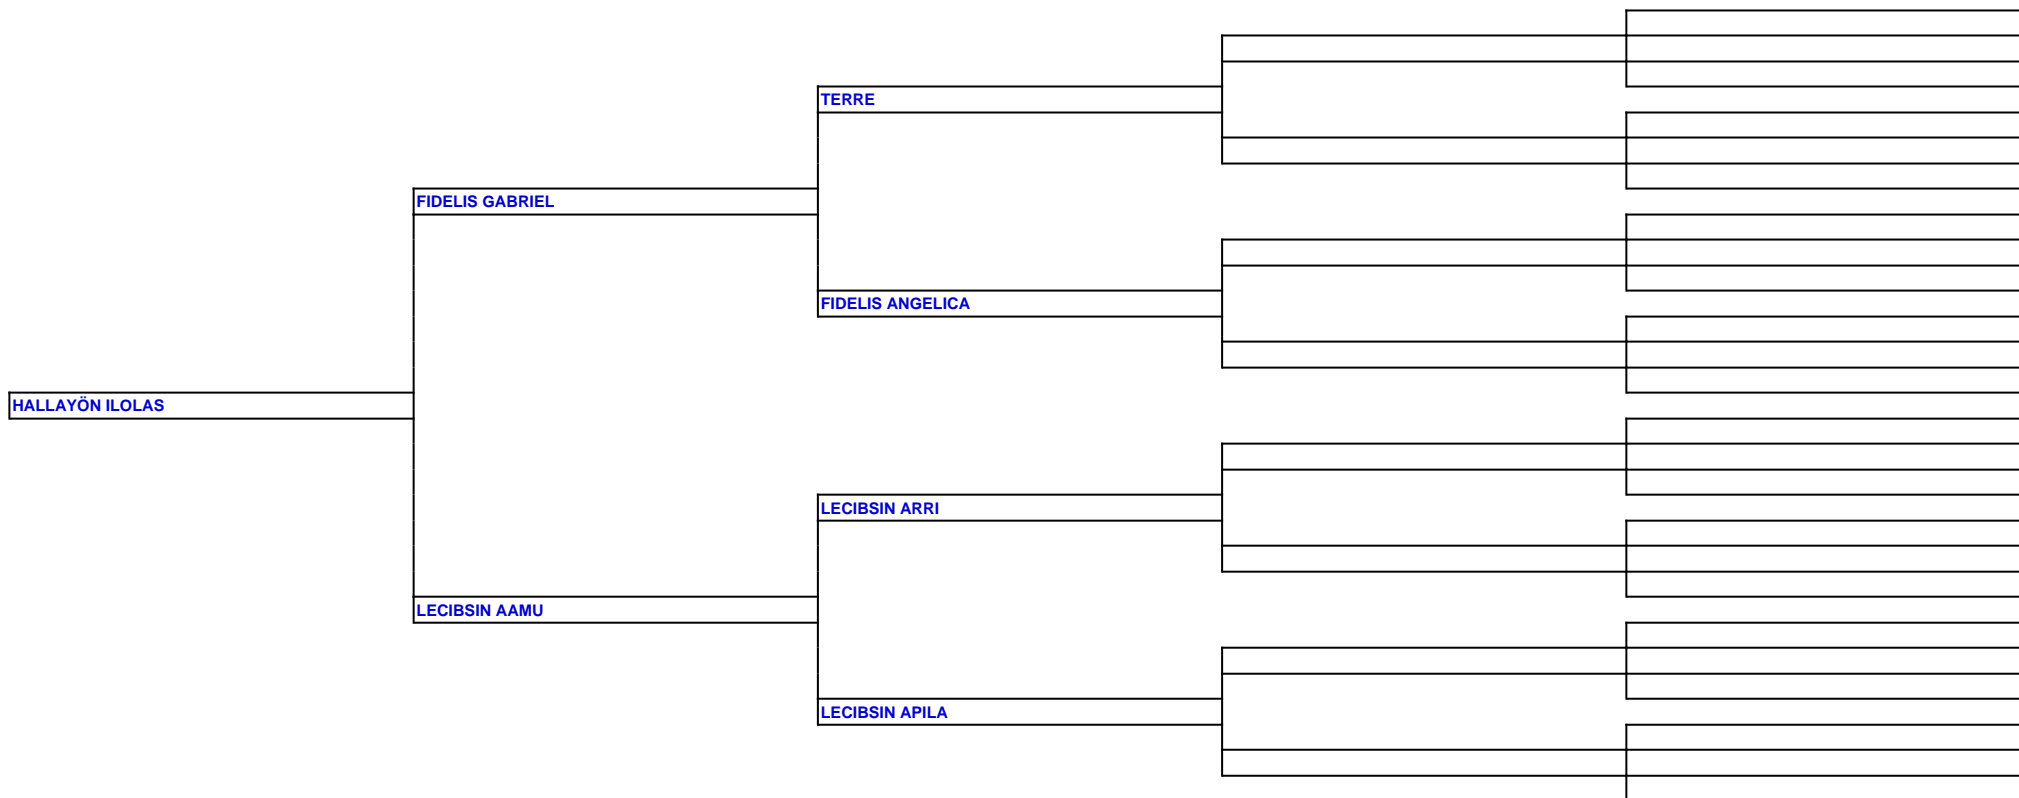 TERRE
FIDELIS GABRIEL
FIDELIS ANGELICA
HALLAYÖN ILOLAS
LECIBSIN ARRI
LECIBSIN AAMU
LECIBSIN APILA